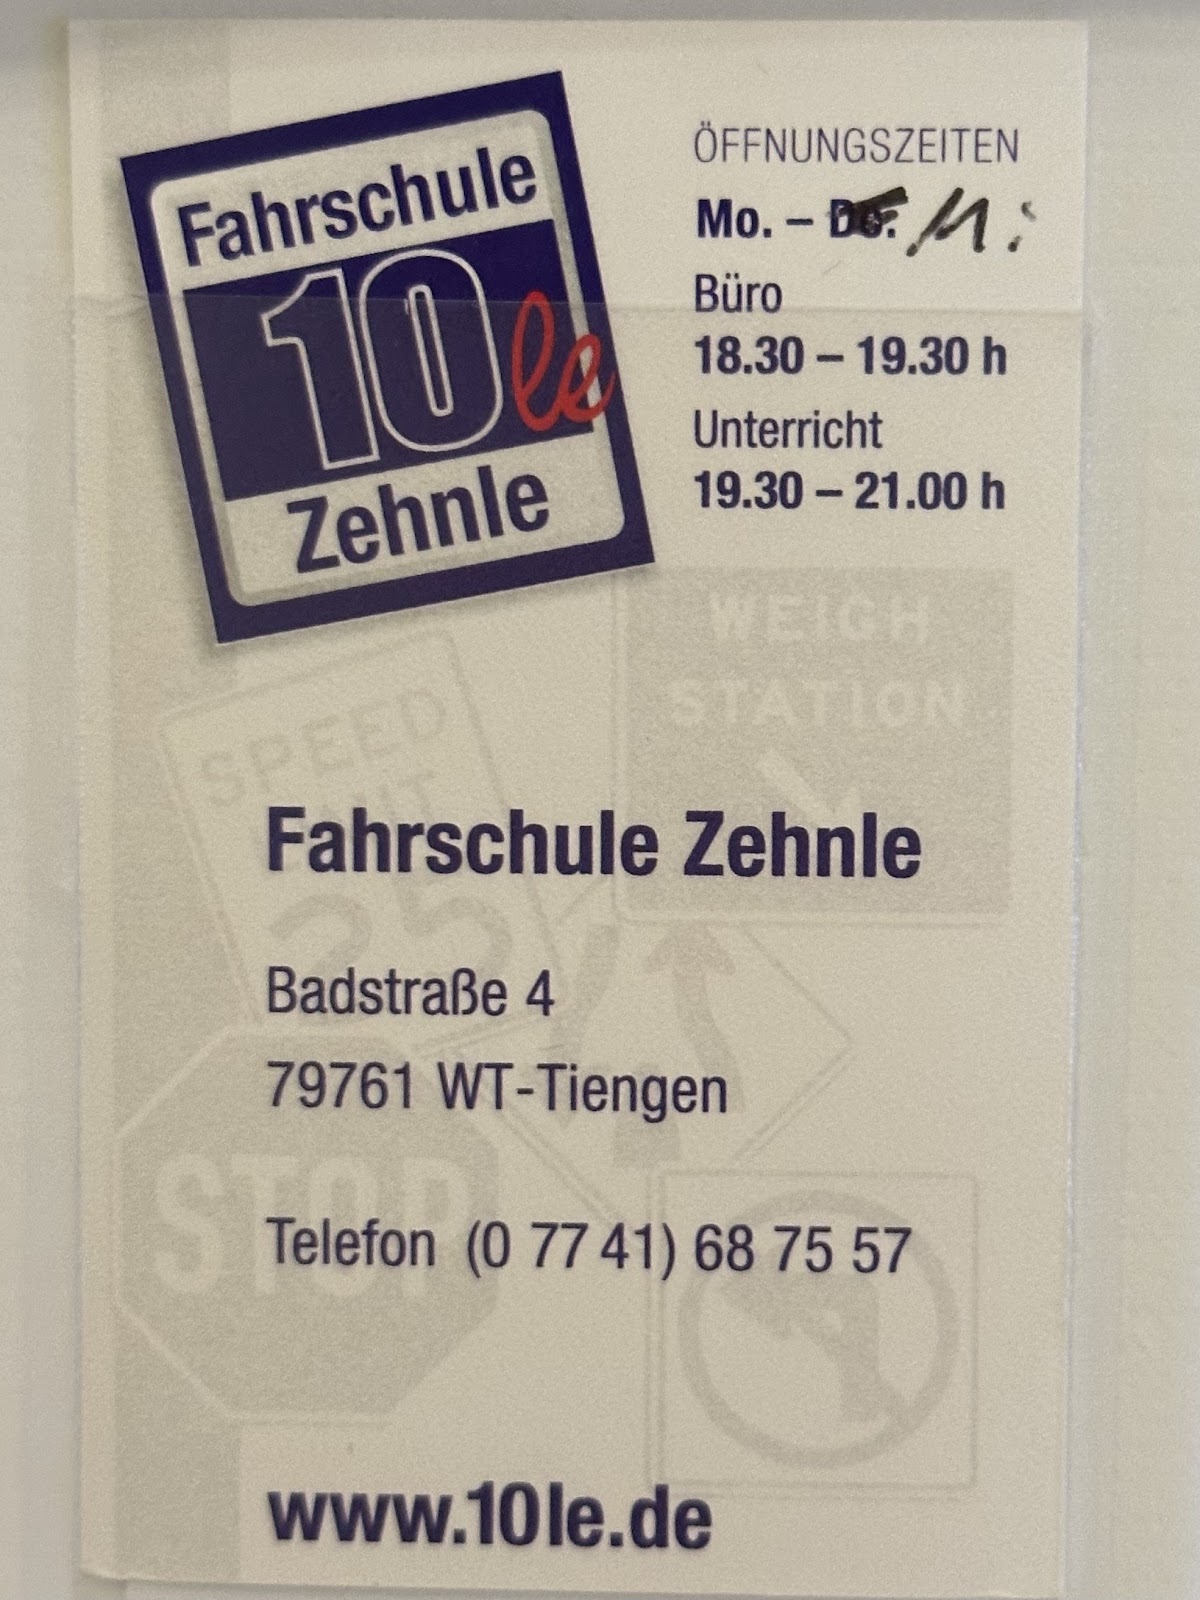 Fahrschule
10le
Zehnle
ÖFFNUNGSZEITEN
Mo. – Do. Mi
Büro
18.30 – 19.30 h
Unterricht
19.30 – 21.00 h
WEIGH
STATION
SPEED
25
Fahrschule Zehnle
Badstraße 4
79761 WT-Tiengen
STOP
Telefon (0 77 41) 68 75 57
www.10le.de